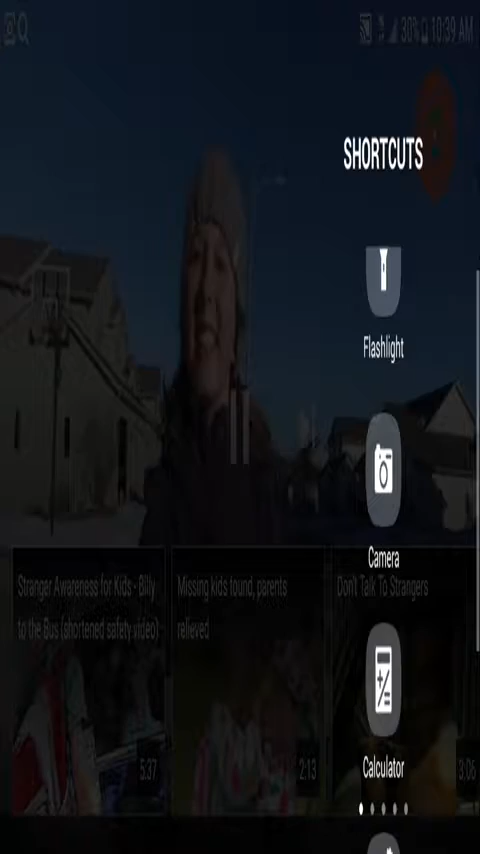 30% 10:39 AM
SHORTCUTS
Flashlight
Camera
Calculator
Stranger Awareness for Kids - Billy
to the Bus (shortened safety video)
Missing kids found, parents
relieved
Don't Talk To Strangers
5:37
2:13
3:06